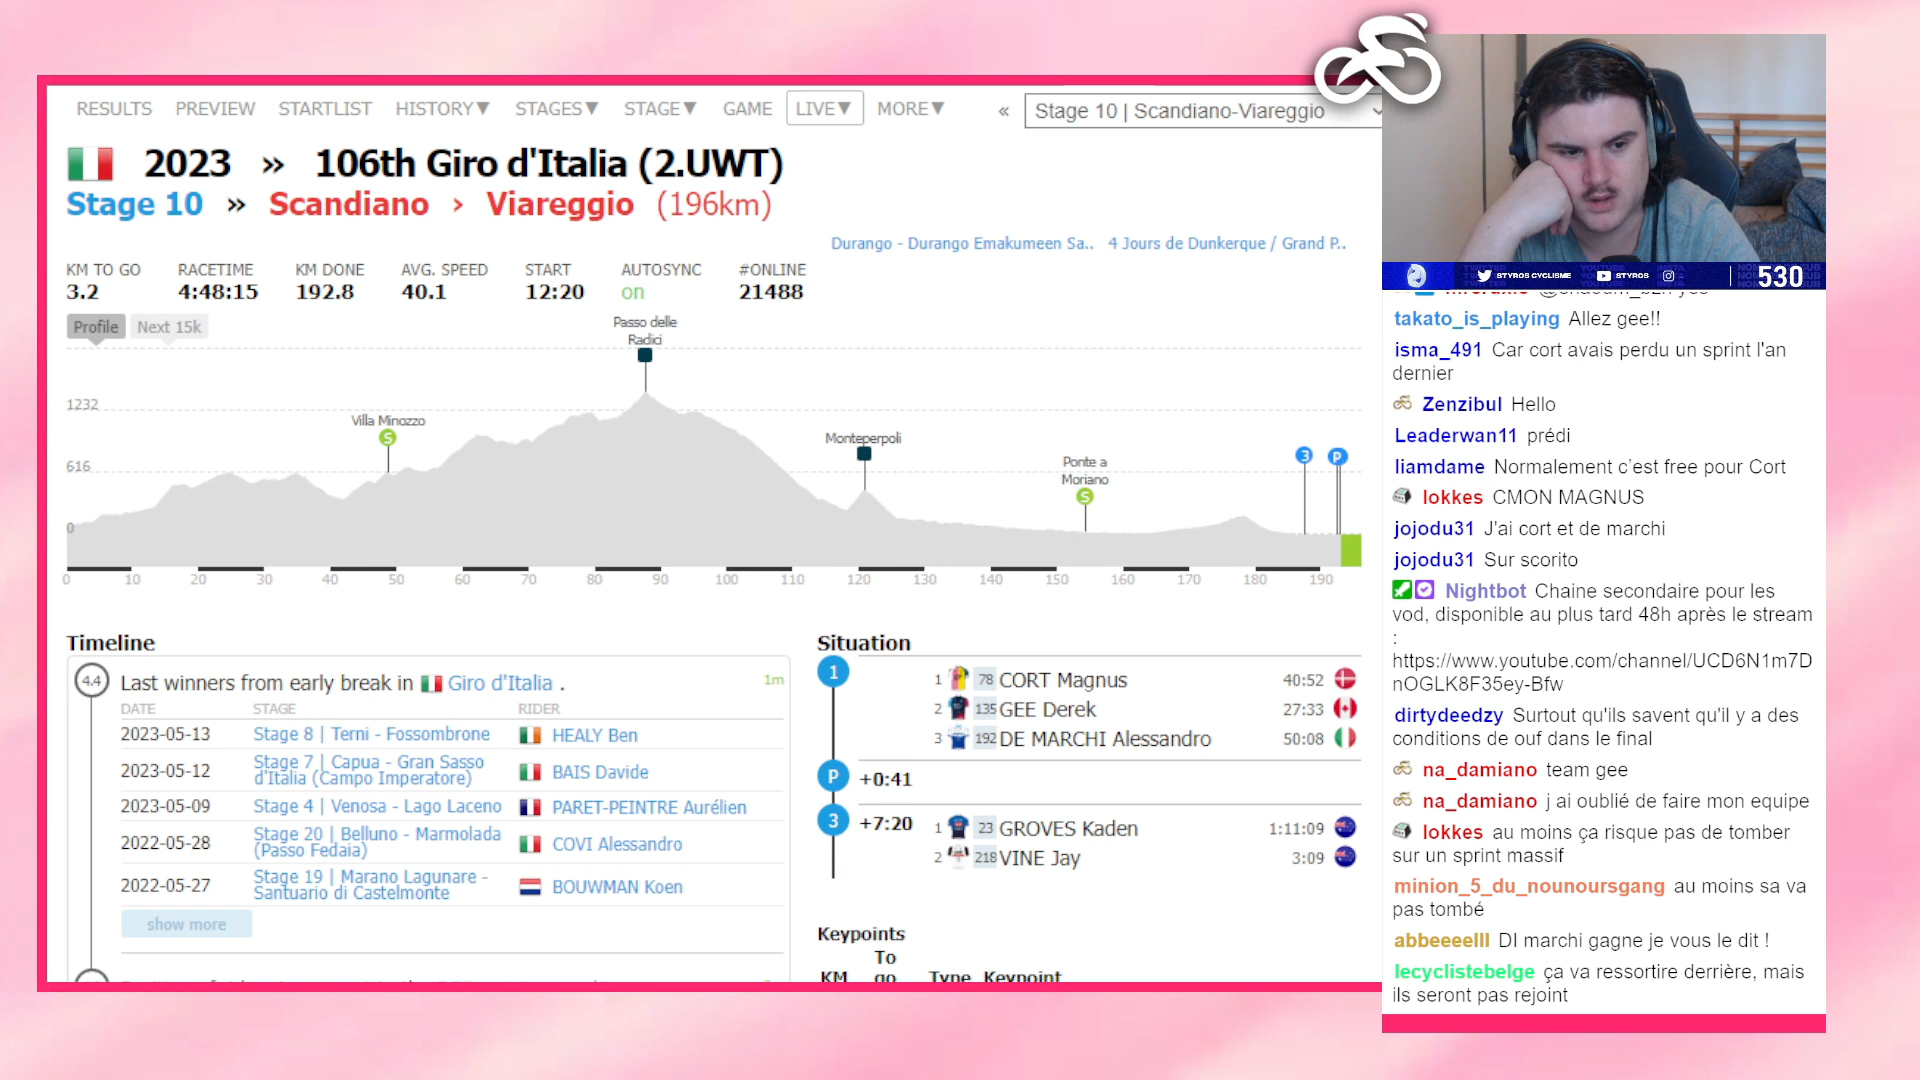 RESULTS PREVIEW STARTLIST HISTORY▼ STAGES▼ STAGE▼ GAME LIVE▼ MORE▼ « Stage 10 | Scandiano-Viareggio
2023 » 106th Giro d'Italia (2.UWT)
Stage 10 » Scandiano › Viareggio (196km)
Durango - Durango Emakumeen Sa.. 4 Jours de Dunkerque / Grand P..
KM TO GO RACETIME KM DONE AVG. SPEED START AUTOSYNC #ONLINE
3.2 4:48:15 192.8 40.1 12:20 on 21488
Profile Next 15k
Passo delle
Radici
1232
Villa Minozzo
S
Monteperpoli
616
Ponte a
Moriano
S
3 P
0
0 10 20 30 40 50 60 70 80 90 100 110 120 130 140 150 160 170 180 190
Timeline
4.4 Last winners from early break in Giro d'Italia . 1m
DATE STAGE RIDER
2023-05-13 Stage 8 | Terni - Fossombrone HEALY Ben
2023-05-12 Stage 7 | Capua - Gran Sasso
d'Italia (Campo Imperatore) BAIS Davide
2023-05-09 Stage 4 | Venosa - Lago Laceno PARET-PEINTRE Aurélien
2022-05-28 Stage 20 | Belluno - Marmolada
(Passo Fedaia) COVI Alessandro
2022-05-27 Stage 19 | Marano Lagunare -
Santuario di Castelmonte BOUWMAN Koen
show more
Situation
1
1 78 CORT Magnus 40:52
2 135 GEE Derek 27:33
3 192 DE MARCHI Alessandro 50:08
P +0:41
3 +7:20 1 23 GROVES Kaden 1:11:09
2 218 VINE Jay 3:09
Keypoints
To
KM go Type Keypoint
STYROS CYCLISME STYROS 530
takato_is_playing Allez gee!!
isma_491 Car cort avais perdu un sprint l'an
dernier
Zenzibul Hello
Leaderwan11 prédi
liamdame Normalement c'est free pour Cort
lokkes CMON MAGNUS
jojodu31 J'ai cort et de marchi
jojodu31 Sur scorito
Nightbot Chaine secondaire pour les
vod, disponible au plus tard 48h après le stream
:
https://www.youtube.com/channel/UCD6N1m7D
nOGLK8F35ey-Bfw
dirtydeedzy Surtout qu'ils savent qu'il y a des
conditions de ouf dans le final
na_damiano team gee
na_damiano j ai oublié de faire mon equipe
lokkes au moins ça risque pas de tomber
sur un sprint massif
minion_5_du_nounoursgang au moins sa va
pas tombé
abbeeeelll DI marchi gagne je vous le dit !
lecyclistebelge ça va ressortire derrière, mais
ils seront pas rejoint